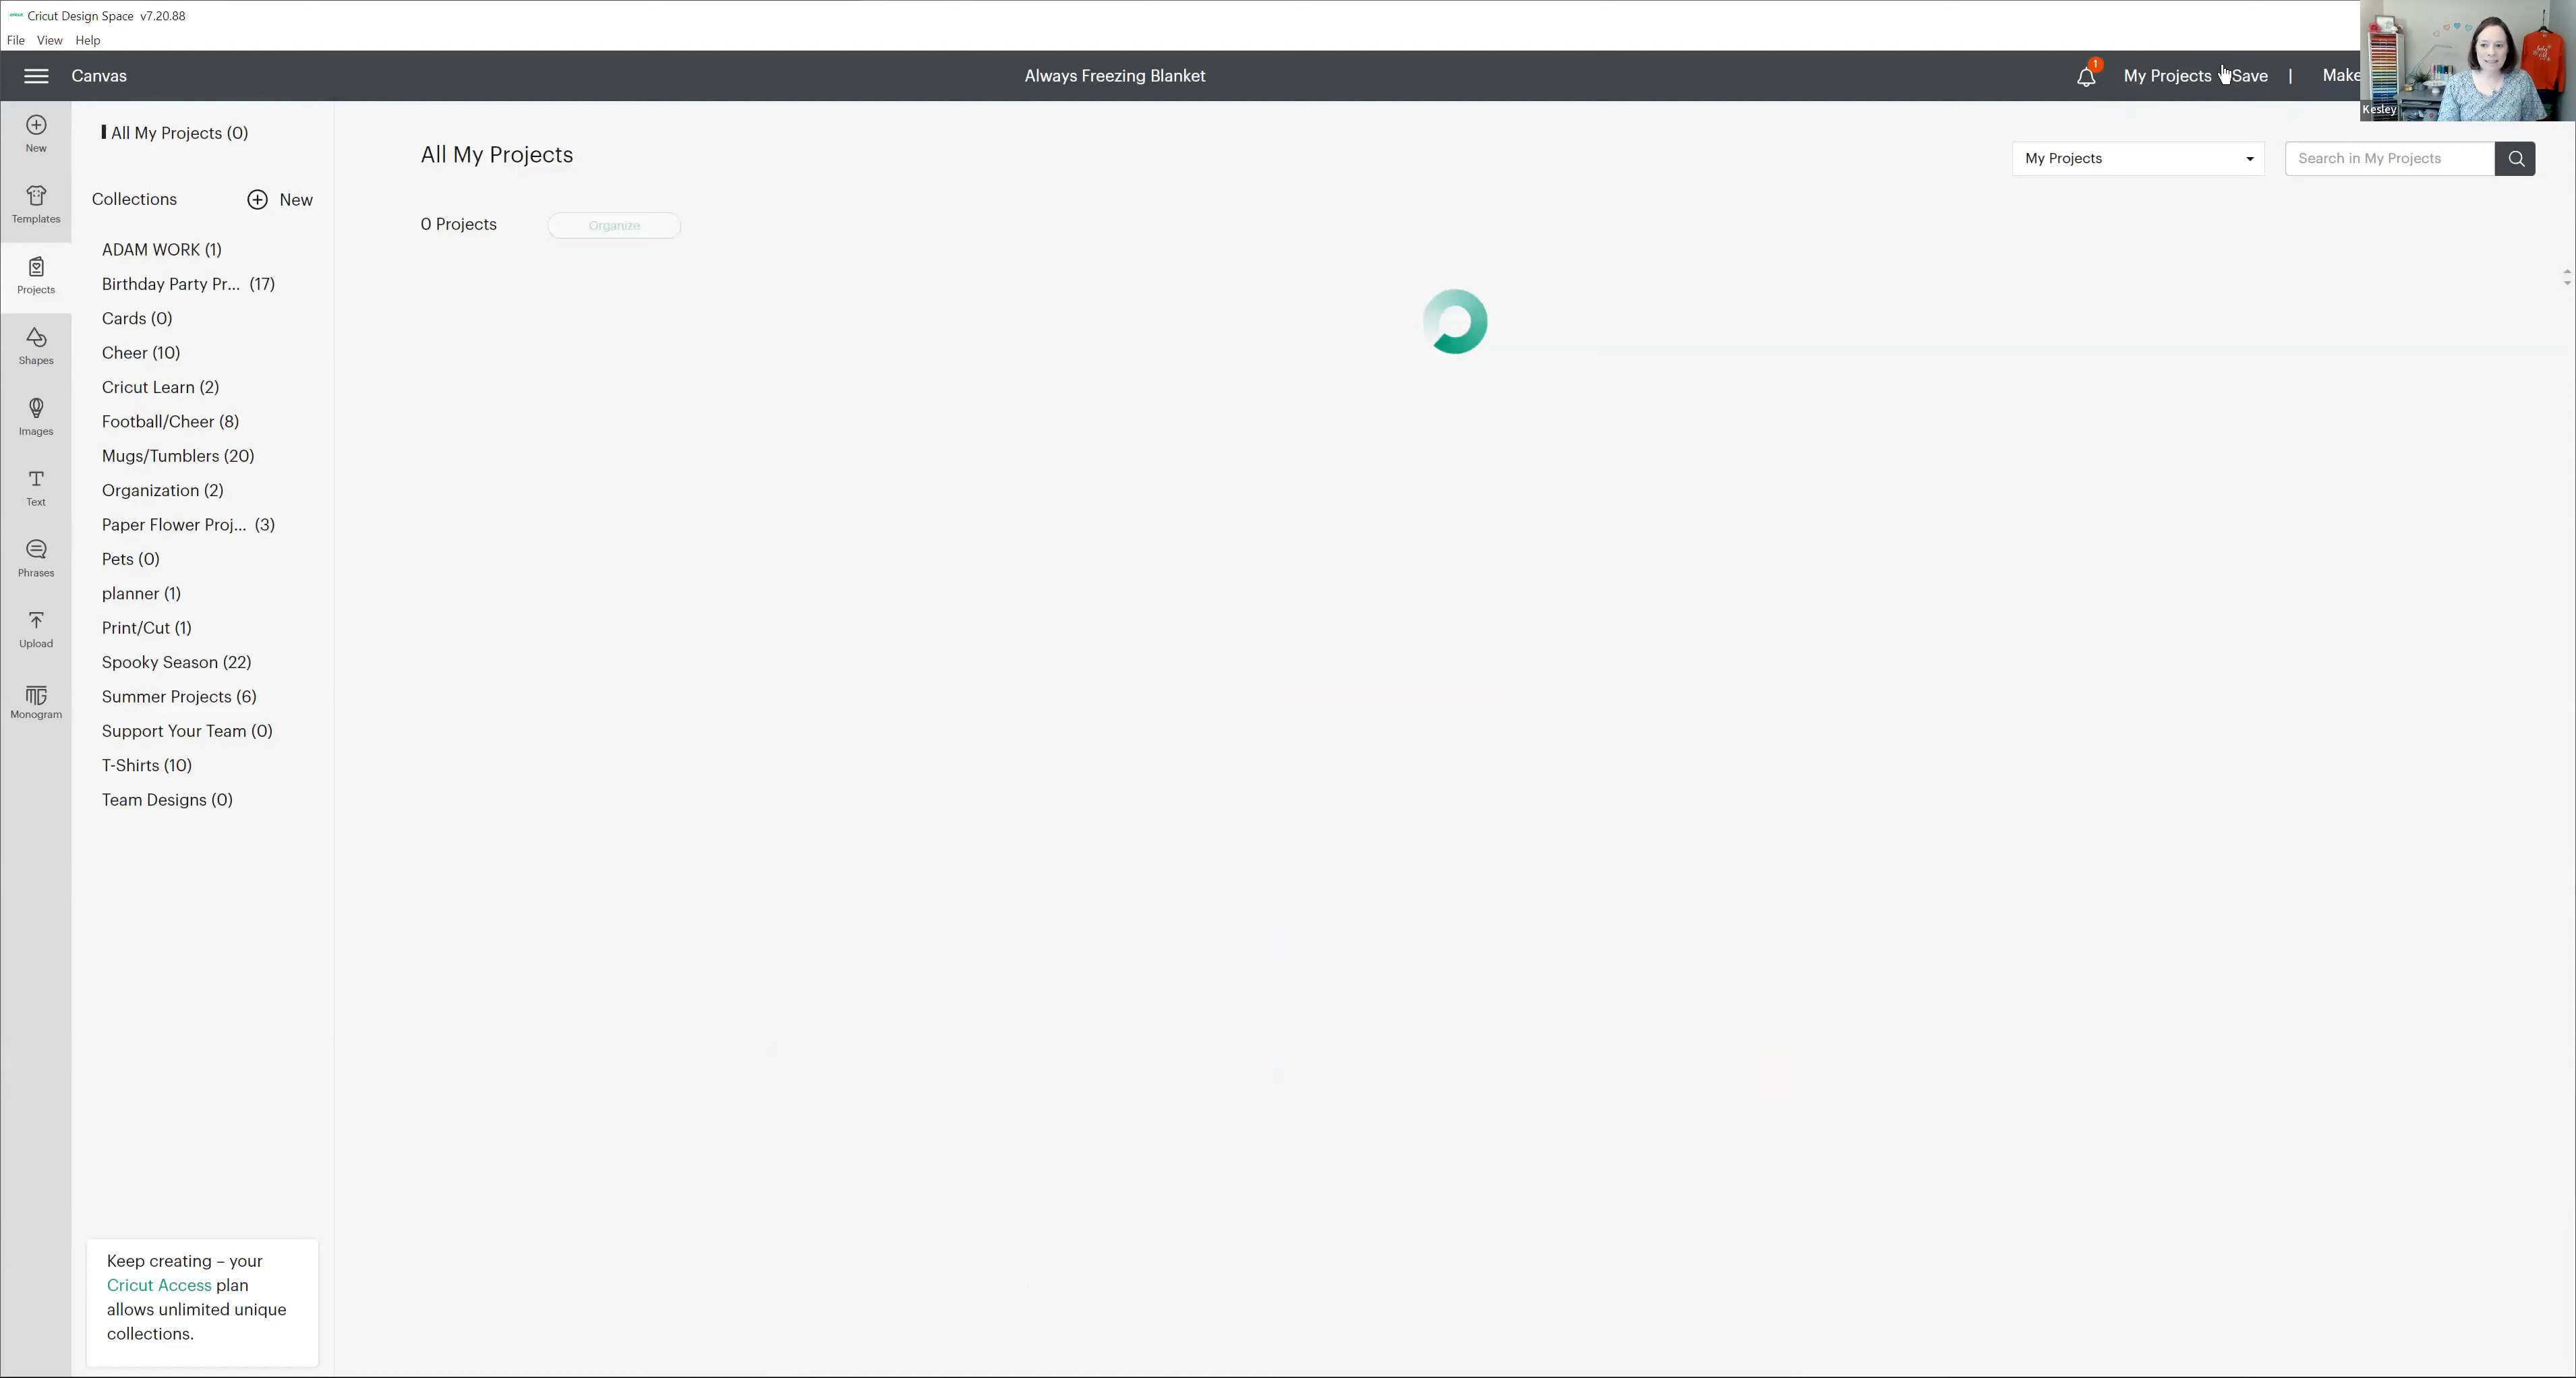 Cricut Design Space v7.20.88
File View Help
Canvas
Always Freezing Blanket
1
My Projects
Save
|
Make
Kesley
New
Templates
Projects
Shapes
Images
Text
Phrases
Upload
Monogram
All My Projects (0)
Collections
New
ADAM WORK (1)
Birthday Party Pr... (17)
Cards (0)
Cheer (10)
Cricut Learn (2)
Football/Cheer (8)
Mugs/Tumblers (20)
Organization (2)
Paper Flower Proj... (3)
Pets (0)
planner (1)
Print/Cut (1)
Spooky Season (22)
Summer Projects (6)
Support Your Team (0)
T-Shirts (10)
Team Designs (0)
Keep creating – your
Cricut Access plan
allows unlimited unique
collections.
All My Projects
My Projects
Search in My Projects
0 Projects
Organize